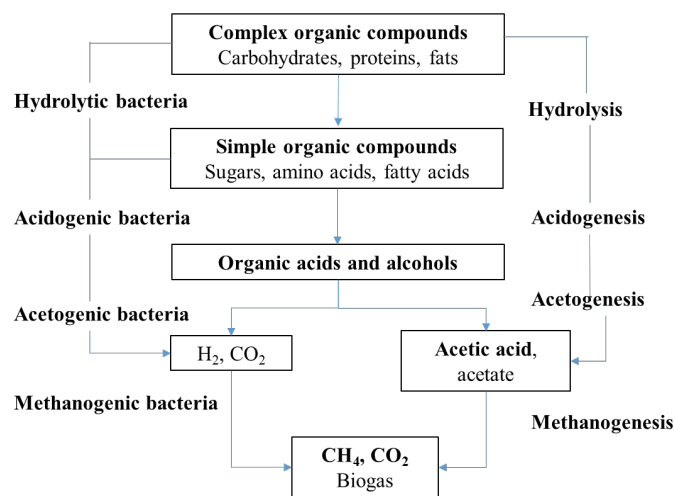 Complex organic compounds
Carbohydrates, proteins, fats
Hydrolytic bacteria
Hydrolysis
Simple organic compounds
Sugars, amino acids, fatty acids
Acidogenic bacteria
Acidogenesis
Organic acids and alcohols
Acetogenic bacteria
Acetogenesis
H₂, CO₂
Acetic acid,
acetate
Methanogenic bacteria
Methanogenesis
CH₄, CO₂
Biogas